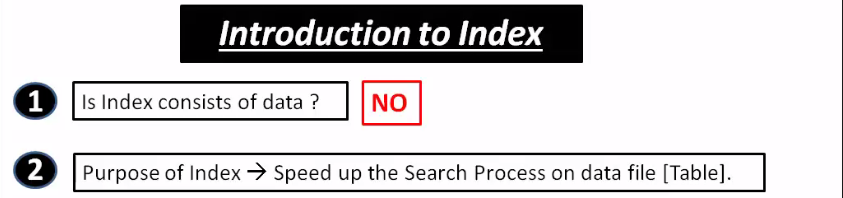 Introduction to Index
1 Is Index consists of data ? NO
2 Purpose of Index → Speed up the Search Process on data file [Table].